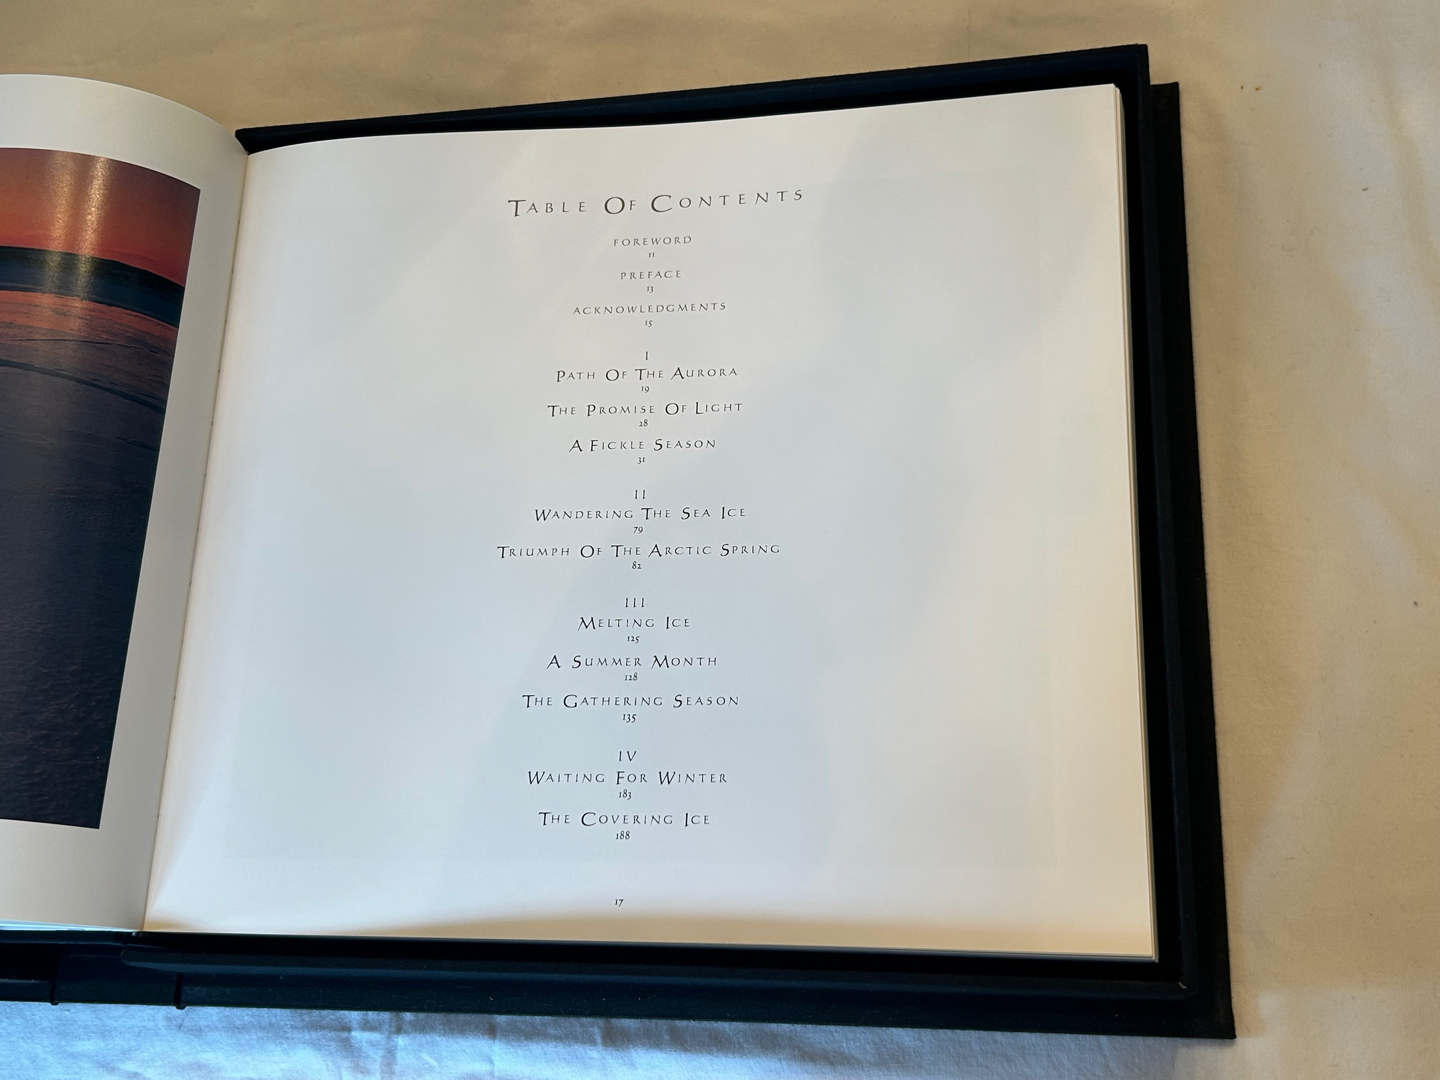 TABLE OF CONTENTS
FOREWORD
11
PREFACE
13
ACKNOWLEDGMENTS
15
I
PATH OF THE AURORA
19
THE PROMISE OF LIGHT
28
A FICKLE SEASON
31
II
WANDERING THE SEA ICE
79
TRIUMPH OF THE ARCTIC SPRING
82
III
MELTING ICE
125
A SUMMER MONTH
128
THE GATHERING SEASON
135
IV
WAITING FOR WINTER
183
THE COVERING ICE
188
17